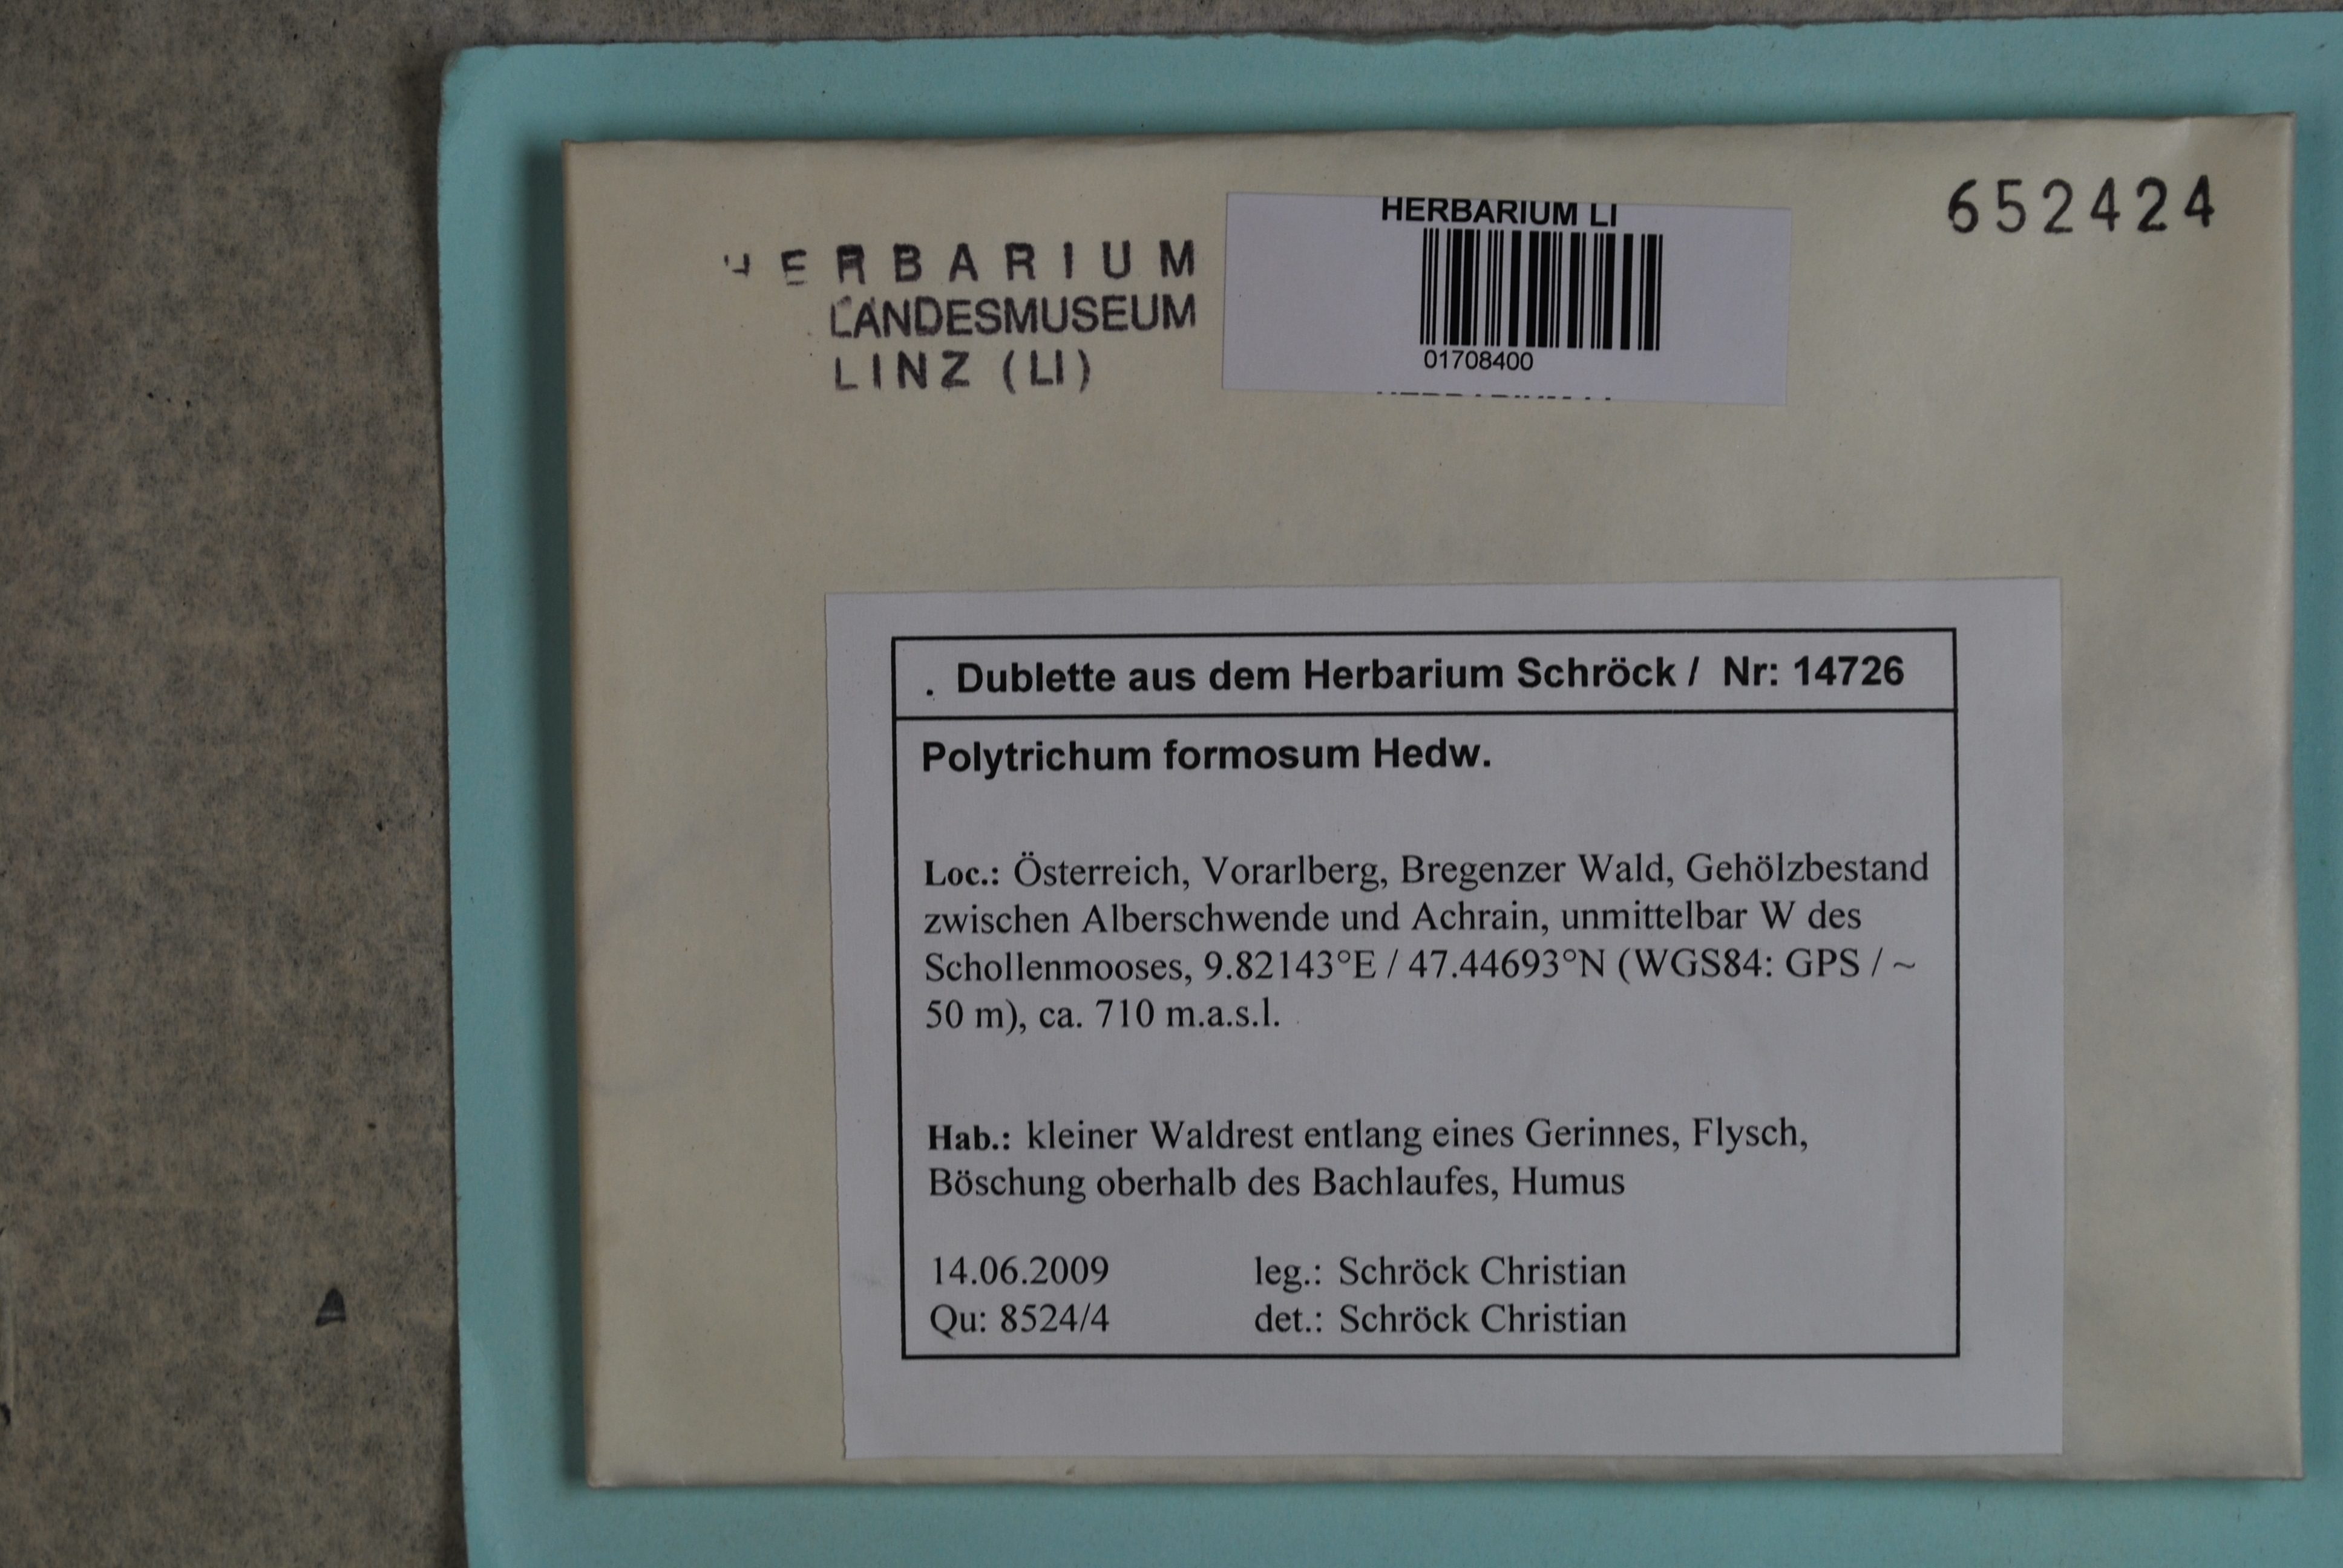 HERBARIUM
LANDESMUSEUM
LINZ (LI)
HERBARIUM LI
01708400
652424
. Dublette aus dem Herbarium Schröck / Nr: 14726
Polytrichum formosum Hedw.
Loc.: Österreich, Vorarlberg, Bregenzer Wald, Gehölzbestand
zwischen Alberschwende und Achrain, unmittelbar W des
Schollenmooses, 9.82143°E / 47.44693°N (WGS84: GPS / ~
50 m), ca. 710 m.a.s.l.
Hab.: kleiner Waldrest entlang eines Gerinnes, Flysch,
Böschung oberhalb des Bachlaufes, Humus
14.06.2009 leg.: Schröck Christian
Qu: 8524/4 det.: Schröck Christian